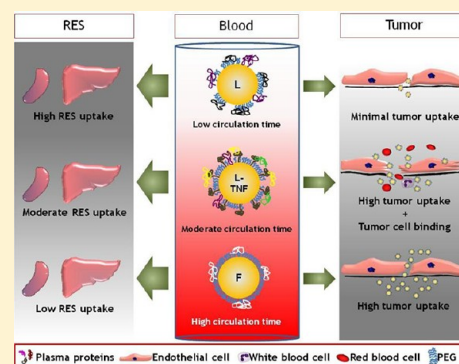 RES
Blood
Tumor
L
High RES uptake
Low circulation time
Minimal tumor uptake
L-
TNF
Moderate RES uptake
Moderate circulation time
High tumor uptake
+
Tumor cell binding
F
Low RES uptake
High circulation time
High tumor uptake
Plasma proteins
Endothelial cell
White blood cell
Red blood cell
PEG